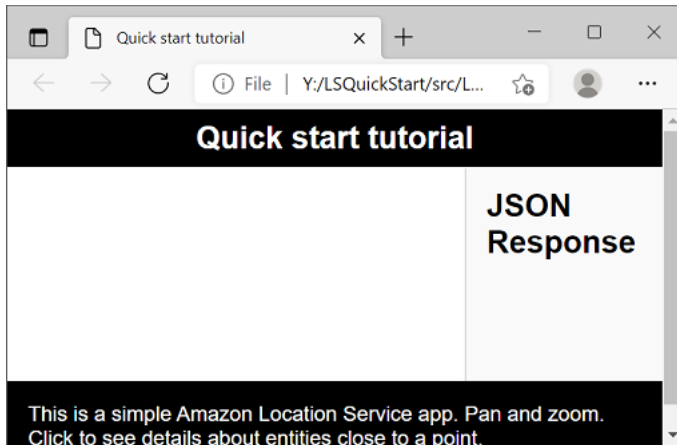 Quick start tutorial
File | Y:/LSQuickStart/src/L...
Quick start tutorial
JSON
Response
This is a simple Amazon Location Service app. Pan and zoom.
Click to see details about entities close to a point.